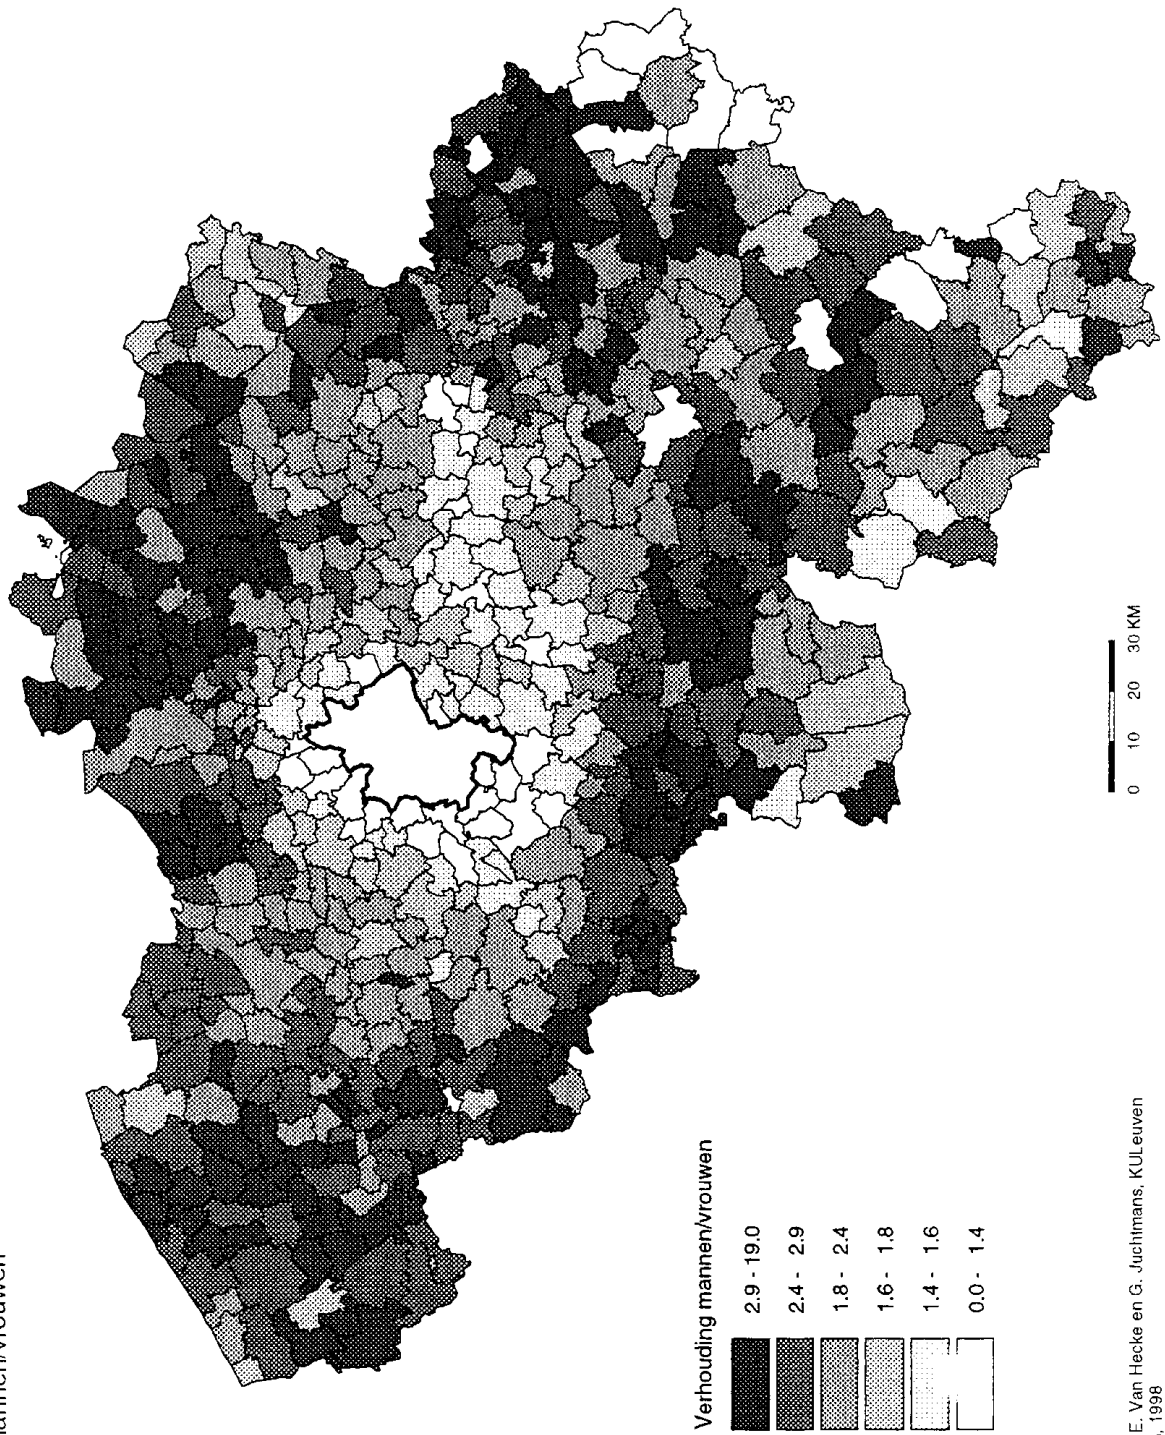 Verhouding mannen/vrouwen
2.9 - 19.0
2.4 - 2.9
1.8 - 2.4
1.6 - 1.8
1.4 - 1.6
0.0 - 1.4
0 10 20 30 KM
E. Van Hecke en G. Juchtmans, KULeuven
, 1998